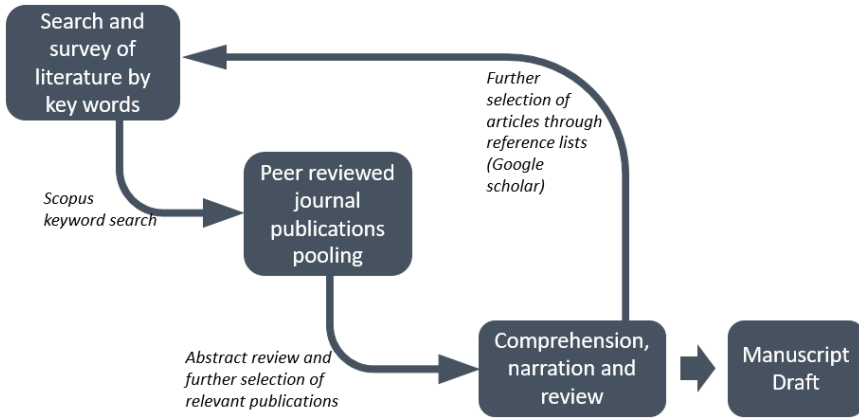 Search and
survey of
literature by
key words
Further
selection of
articles through
reference lists
(Google
scholar)
Scopus
keyword search
Peer reviewed
journal
publications
pooling
Abstract review and
further selection of
relevant publications
Comprehension,
narration and
review
Manuscript
Draft